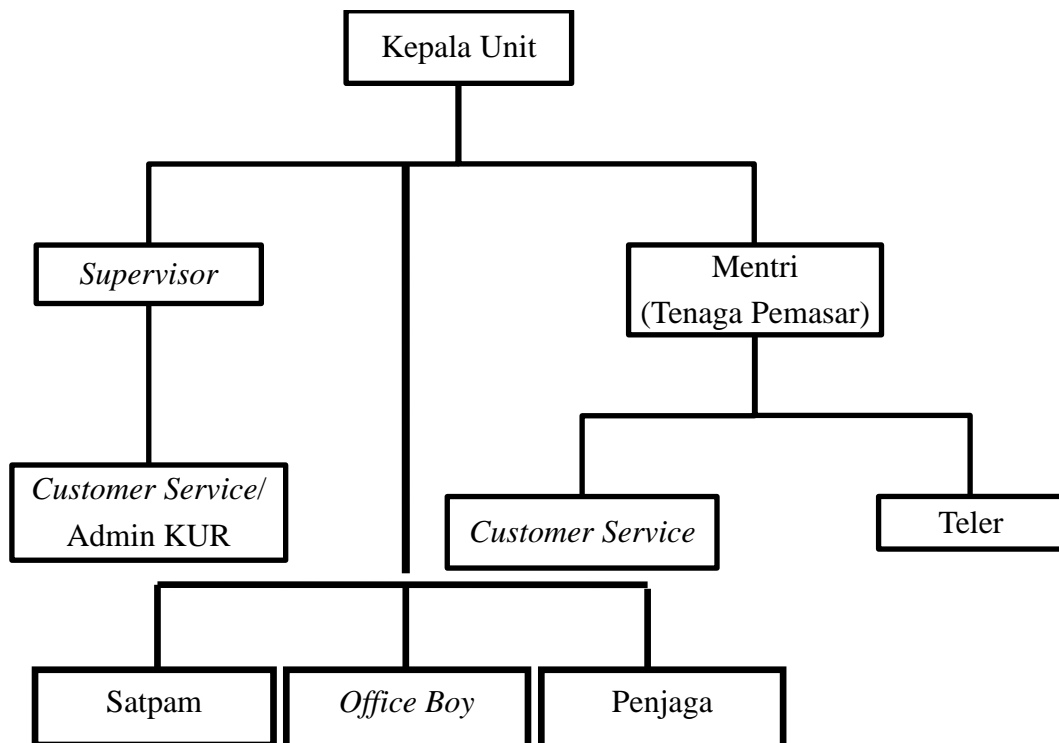 Kepala Unit
Supervisor
Mentri
(Tenaga Pemasar)
Customer Service/
Admin KUR
Customer Service
Teler
Satpam
Office Boy
Penjaga